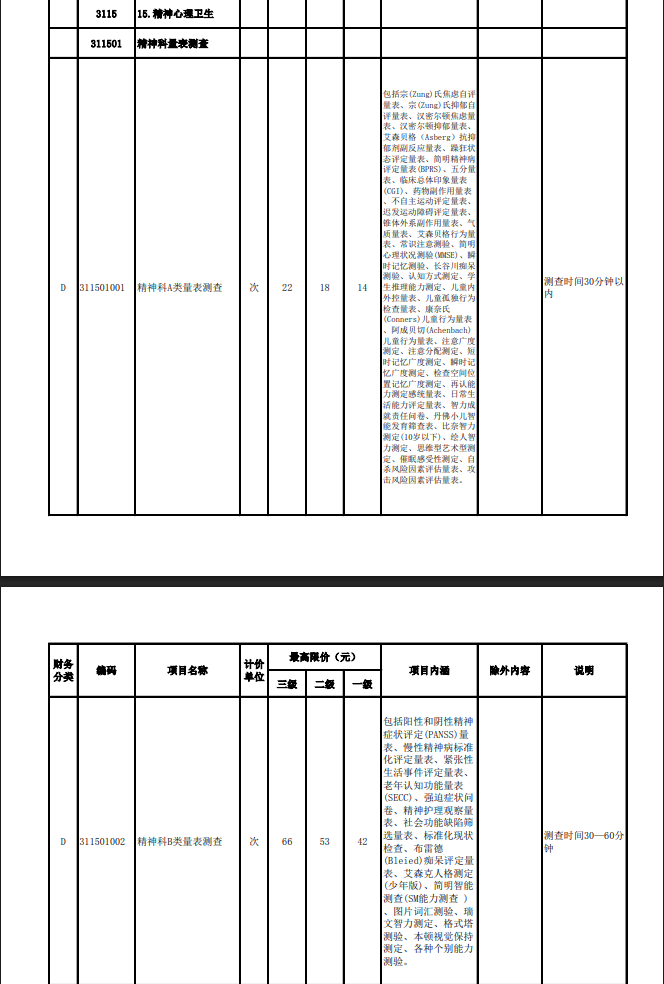 3115 15.精神心理卫生
311501 精神科量表测查
D 311501001 精神科A类量表测查 次 22 18 14
包括宗(Zung)氏焦虑自评
量表、宗(Zung)氏抑郁自
评量表、汉密尔顿焦虑量
表、汉密尔顿抑郁量表、
艾森贝格（Asberg）抗抑
郁剂副反应量表、躁狂状
态评定量表、简明精神病
评定量表(BPRS)、五分量
表、临床总体印象量表
(CGI)、药物副作用量表
、不自主运动评定量表、
迟发运动障碍评定量表、
锥体外系副作用量表、气
质量表、艾森贝格行为量
表、常识注意测验、简明
心理状况测验(MMSE)、瞬
时记忆测验、长谷川痴呆
测验、认知方式测定、学
生推理能力测定、儿童内
外控量表、儿童孤独行为
检查量表、康奈氏
(Conners)儿童行为量表
、阿成贝切(Achenbach)
儿童行为量表、注意广度
测定、注意分配测定、短
时记忆广度测定、瞬时记
忆广度测定、检查空间位
置记忆广度测定、再认能
力测定感统量表、日常生
活能力评定量表、智力成
就责任问卷、丹佛小儿智
能发育筛查表、比奈智力
测定(10岁以下)、绘人智
力测定、思维型艺术型测
定、催眠感受性测定、自
杀风险因素评估量表、攻
击风险因素评估量表。
测查时间30分钟以
内
财务
分类
编码
项目名称
计价
单位
最高限价（元）
三级 二级 一级
项目内涵
除外内容
说明
D 311501002 精神科B类量表测查 次 66 53 42
包括阳性和阴性精神
症状评定(PANSS)量
表、慢性精神病标准
化评定量表、紧张性
生活事件评定量表、
老年认知功能量表
(SECC)、强迫症状问
卷、精神护理观察量
表、社会功能缺陷筛
选量表、标准化现状
检查、布雷德
(Bleied)痴呆评定量
表、艾森克人格测定
(少年版)、简明智能
测查(SM能力测查 )
、图片词汇测验、瑞
文智力测定、格式塔
测验、本顿视觉保持
测定、各种个别能力
测验。
测查时间30—60分
钟